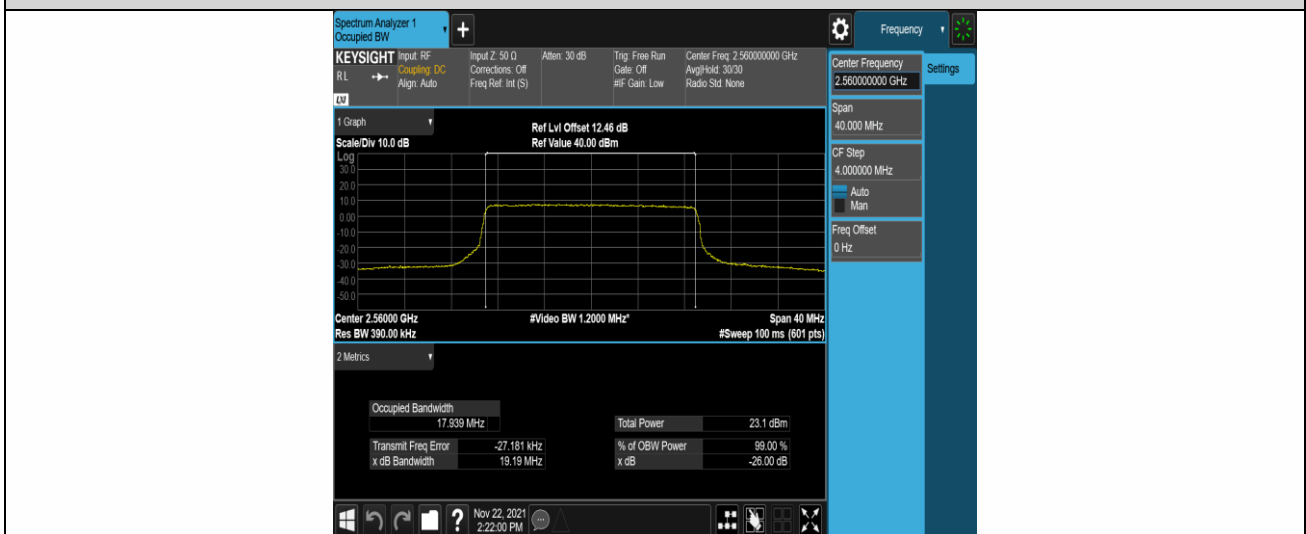 Spectrum Analyzer 1
Occupied BW
+
Frequency
KEYSIGHT
RL
LXI
Input: RF
Coupling: DC
Align: Auto
Input Z: 50 Ω
Corrections: Off
Freq Ref: Int (S)
Atten: 30 dB
Trig: Free Run
Gate: Off
#IF Gain: Low
Center Freq: 2.560000000 GHz
Avg|Hold: 30/30
Radio Std: None
Center Frequency
2.560000000 GHz
Settings
Span
40.000 MHz
CF Step
4.000000 MHz
Auto
Man
Freq Offset
0 Hz
1 Graph
Scale/Div 10.0 dB
Ref Lvl Offset 12.46 dB
Ref Value 40.00 dBm
Log
30.0
20.0
10.0
0.00
-10.0
-20.0
-30.0
-40.0
-50.0
Center 2.56000 GHz
#Video BW 1.2000 MHz*
Span 40 MHz
Res BW 390.00 kHz
#Sweep 100 ms (601 pts)
2 Metrics
Occupied Bandwidth
17.939 MHz
Total Power 23.1 dBm
Transmit Freq Error -27.181 kHz
% of OBW Power 99.00 %
x dB Bandwidth 19.19 MHz
x dB -26.00 dB
?
Nov 22, 2021
2:22:00 PM